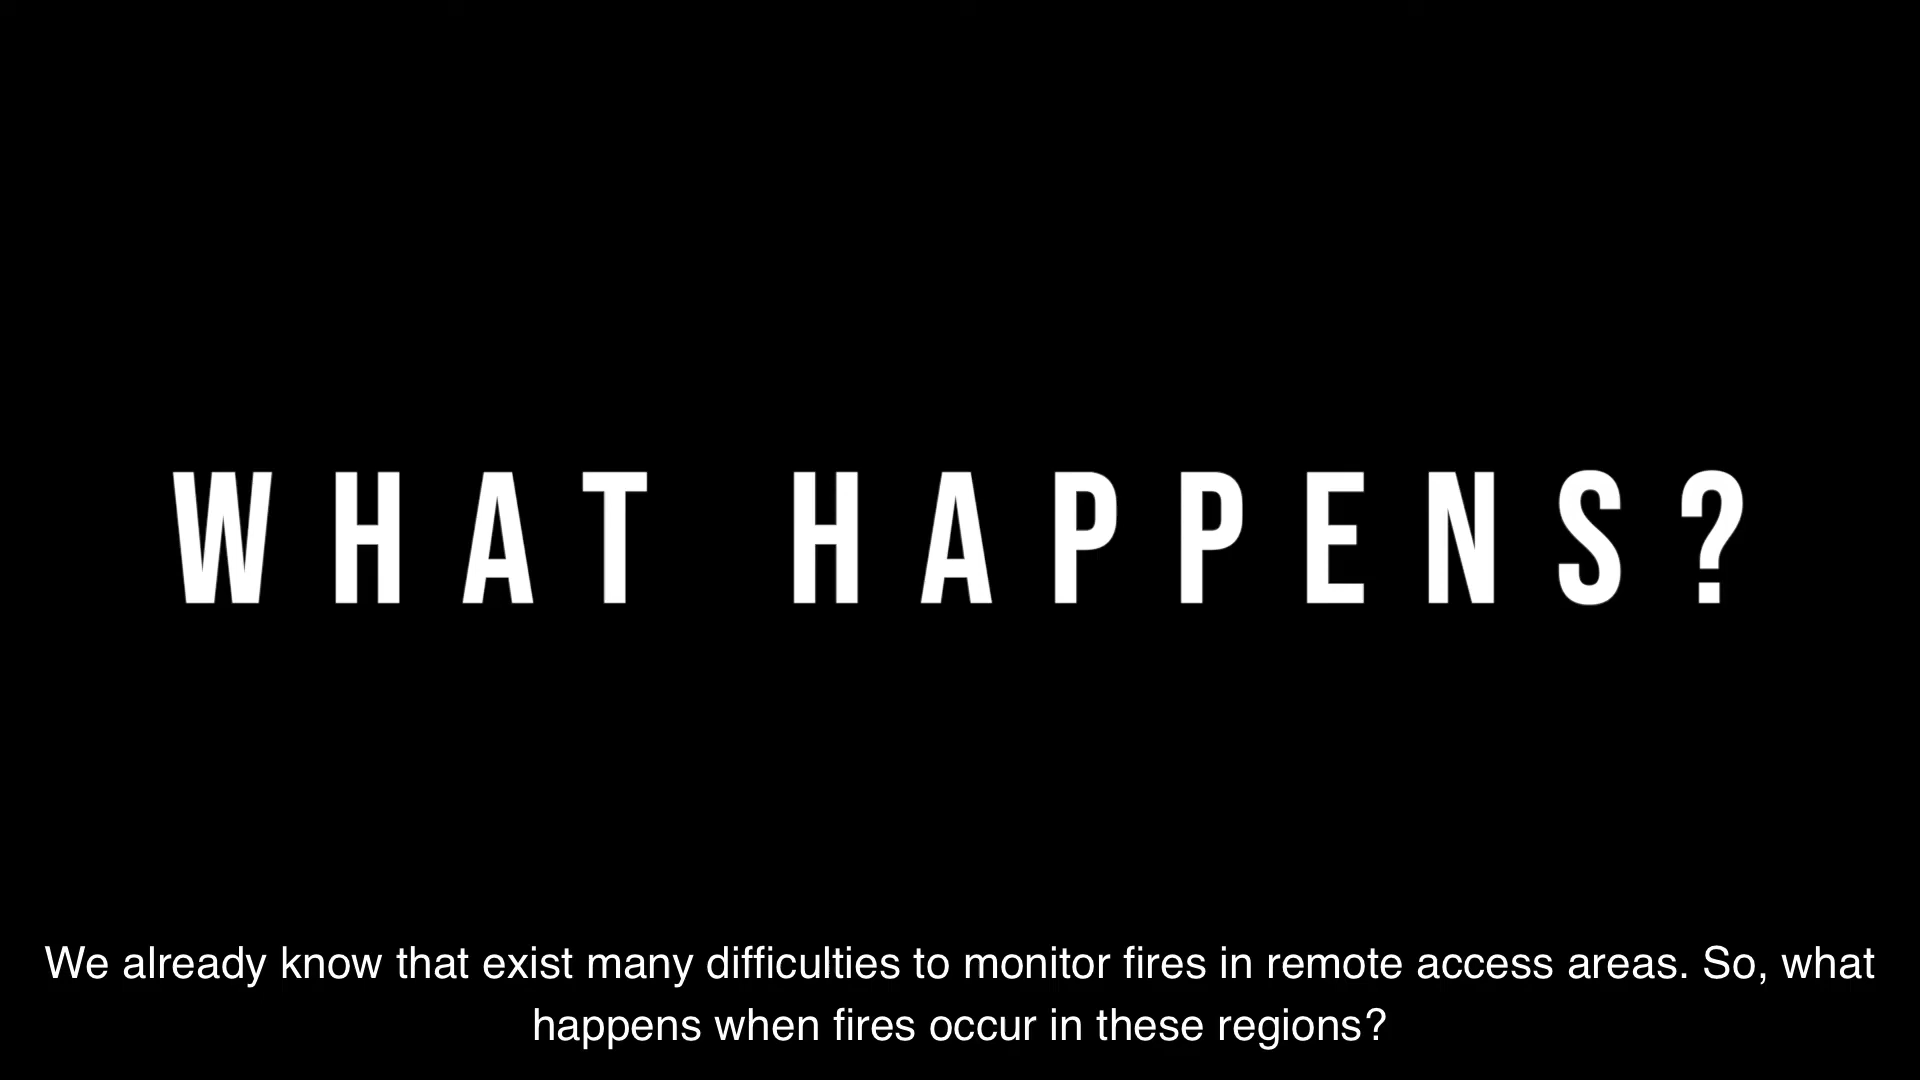 WHAT HAPPENS?
We already know that exist many difficulties to monitor fires in remote access areas. So, what
happens when fires occur in these regions?